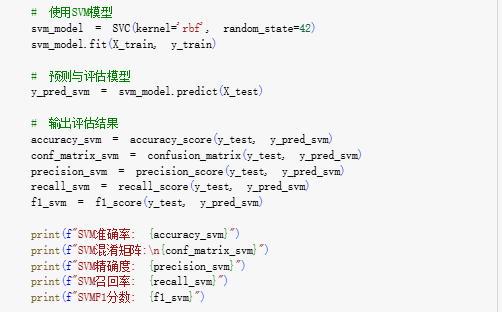 # 使用SVM模型
svm_model = SVC(kernel='rbf', random_state=42)
svm_model.fit(X_train, y_train)
# 预测与评估模型
y_pred_svm = svm_model.predict(X_test)
# 输出评估结果
accuracy_svm = accuracy_score(y_test, y_pred_svm)
conf_matrix_svm = confusion_matrix(y_test, y_pred_svm)
precision_svm = precision_score(y_test, y_pred_svm)
recall_svm = recall_score(y_test, y_pred_svm)
f1_svm = f1_score(y_test, y_pred_svm)
print(f"SVM准确率: {accuracy_svm}")
print(f"SVM混淆矩阵:\n{conf_matrix_svm}")
print(f"SVM精确度: {precision_svm}")
print(f"SVM召回率: {recall_svm}")
print(f"SVMF1分数: {f1_svm}")